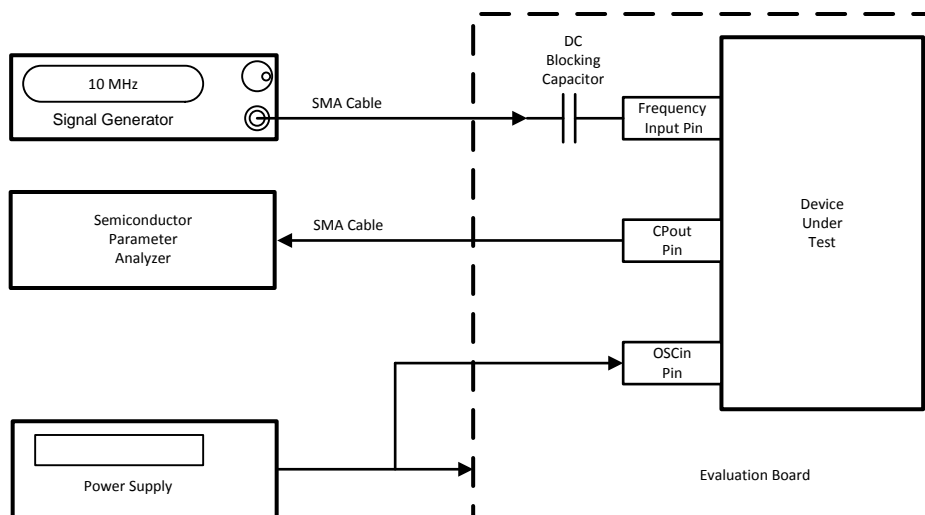 10 MHz
Signal Generator
SMA Cable
DC
Blocking
Capacitor
Frequency
Input Pin
Semiconductor
Parameter
Analyzer
SMA Cable
CPout
Pin
Device
Under
Test
OSCin
Pin
Power Supply
Evaluation Board